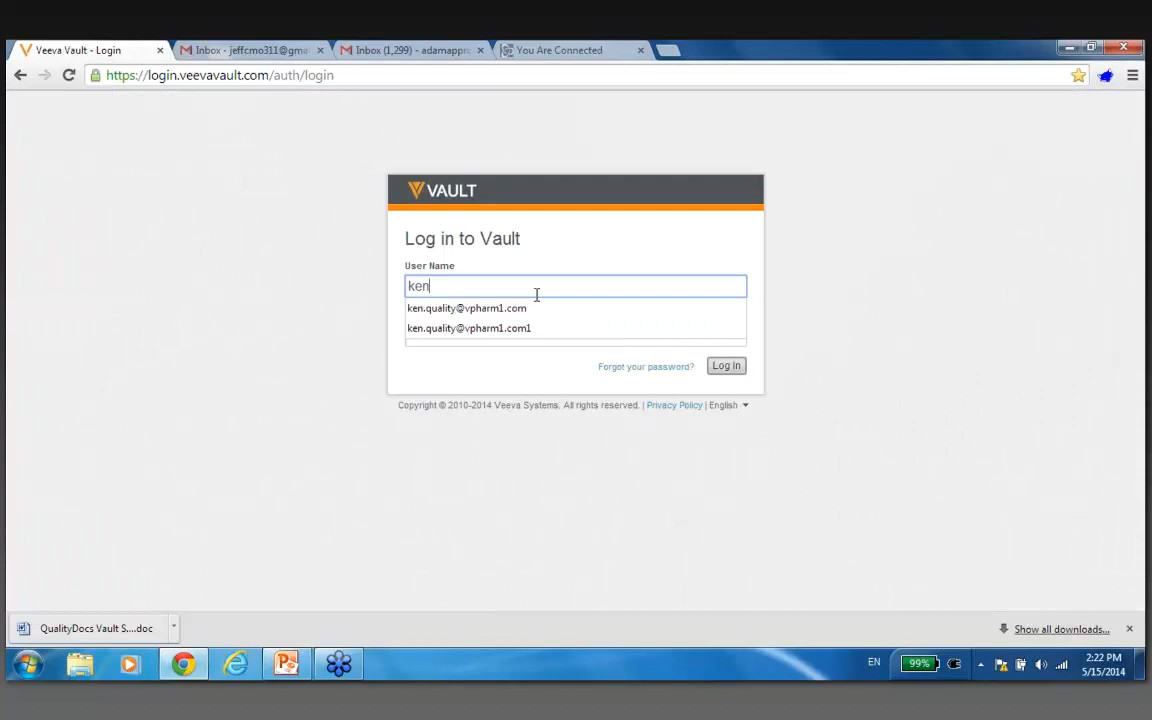 Veeva Vault - Login
Inbox - jeffcmo311@gmai
Inbox (1,299) - adamappro
You Are Connected
https://login.veevavault.com/auth/login
VAULT
Log in to Vault
User Name
ken
ken.quality@vpharm1.com
ken.quality@vpharm1.com1
Forgot your password?
Log In
Copyright © 2010-2014 Veeva Systems. All rights reserved. | Privacy Policy | English
QualityDocs Vault S....doc
Show all downloads...
EN
99%
2:22 PM
5/15/2014